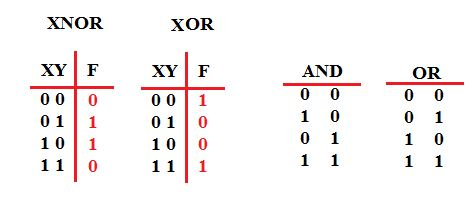 XNOR XOR
XY F XY F AND OR
0 0 0 0 0 1 0 0 0 0
0 1 1 0 1 0 1 0 0 1
1 0 1 1 0 0 0 1 1 0
1 1 0 1 1 1 1 1 1 1